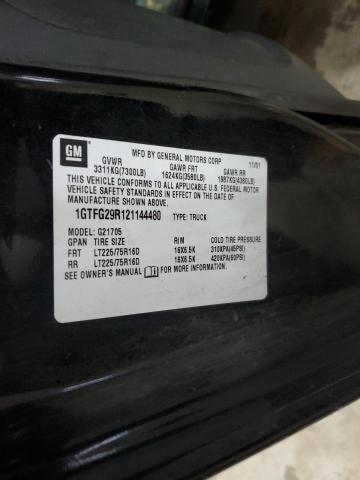 GM
MFD BY GENERAL MOTORS CORP 11/01
GVWR GAWR FRT GAWR RR
3311KG(7300LB) 1624KG(3580LB) 1987KG(4380LB)
THIS VEHICLE CONFORMS TO ALL APPLICABLE U.S. FEDERAL MOTOR
VEHICLE SAFETY STANDARDS IN EFFECT ON THE DATE OF
MANUFACTURE SHOWN ABOVE.
1GTFG29R121144480 TYPE: TRUCK
MODEL: G21705
GPAN TIRE SIZE RIM COLD TIRE PRESSURE
FRT LT225/75R16D 16X6.5K 310KPA(45PSI)
RR LT225/75R16D 16X6.5K 420KPA(60PSI)
SEE OWNER'S MANUAL